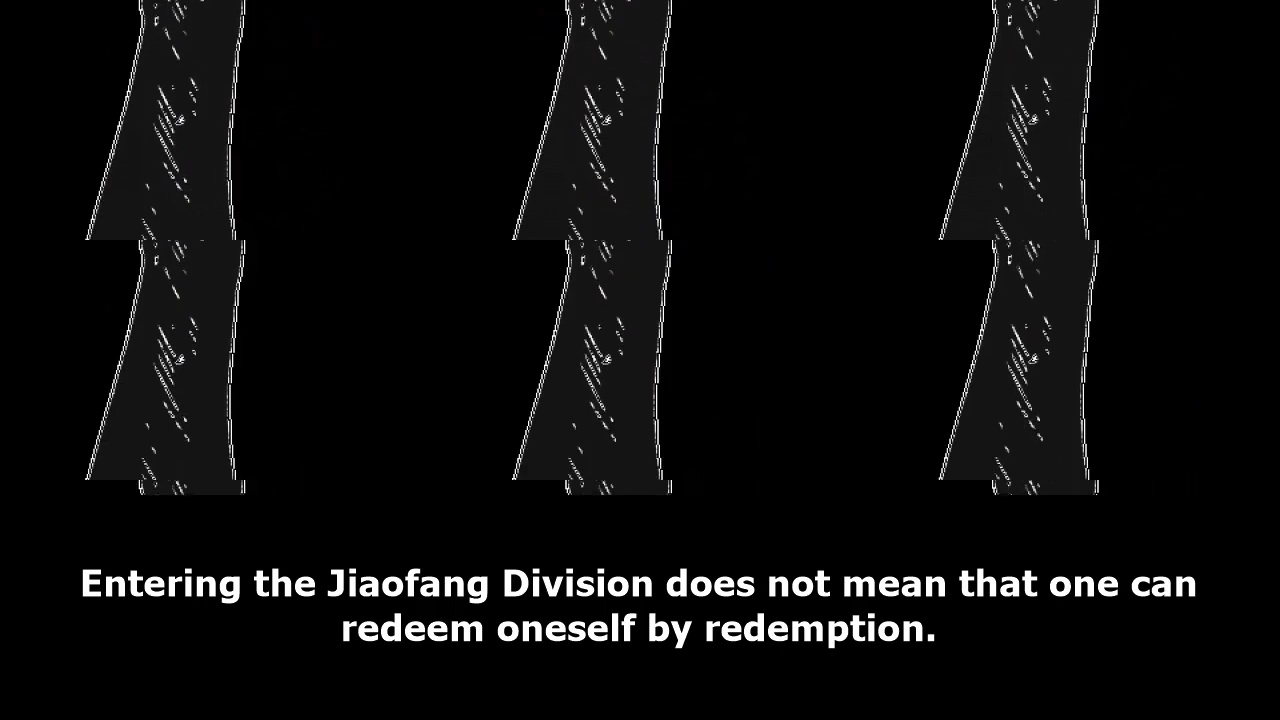 Entering the Jiaofang Division does not mean that one can
redeem oneself by redemption.